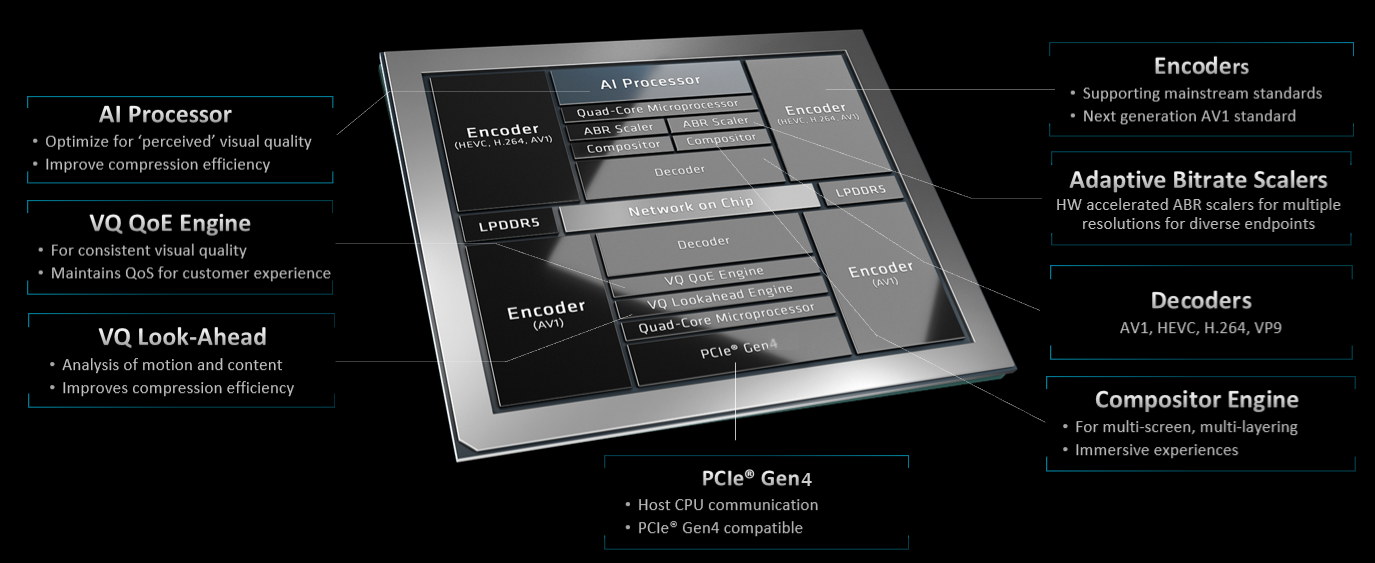 AI Processor
• Optimize for ‘perceived’ visual quality
• Improve compression efficiency
VQ QoE Engine
• For consistent visual quality
• Maintains QoS for customer experience
VQ Look-Ahead
• Analysis of motion and content
• Improves compression efficiency
AI Processor
Quad-Core Microprocessor
ABR Scaler
ABR Scaler
Compositor
Compositor
Decoder
Encoder
(HEVC, H.264, AV1)
Encoder
(HEVC, H.264, AV1)
LPDDR5
Network on Chip
LPDDR5
Decoder
VQ QoE Engine
VQ Lookahead Engine
Quad-Core Microprocessor
PCIe® Gen4
Encoder
(AV1)
Encoder
(AV1)
PCIe® Gen4
• Host CPU communication
• PCIe® Gen4 compatible
Encoders
• Supporting mainstream standards
• Next generation AV1 standard
Adaptive Bitrate Scalers
HW accelerated ABR scalers for multiple
resolutions for diverse endpoints
Decoders
AV1, HEVC, H.264, VP9
Compositor Engine
• For multi-screen, multi-layering
• Immersive experiences